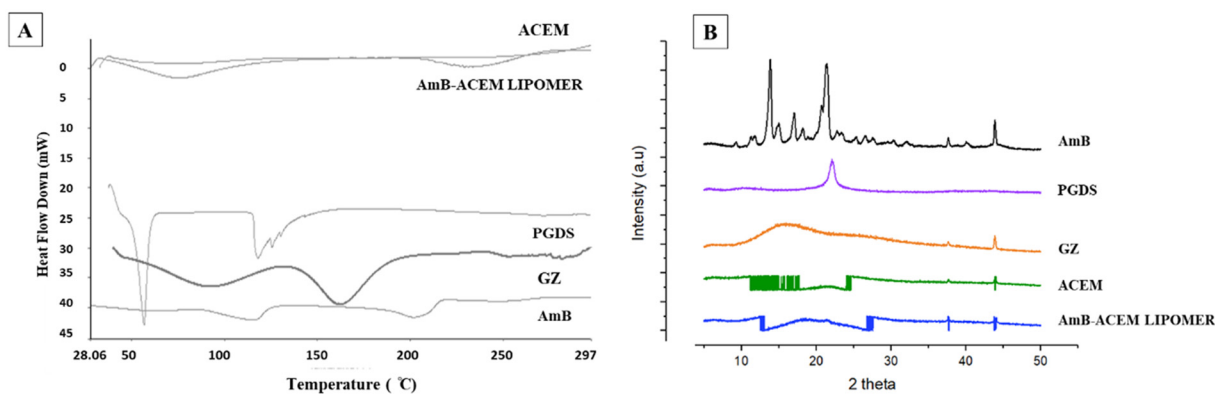 A
ACEM
AmB-ACEM LIPOMER
PGDS
GZ
AmB
Heat Flow Down (mW)
0
5
10
15
20
25
30
35
40
45
28.06 50 100 150 200 250 297
Temperature ( °C)
B
AmB
PGDS
GZ
ACEM
AmB-ACEM LIPOMER
Intensity (a.u)
10 20 30 40 50
2 theta